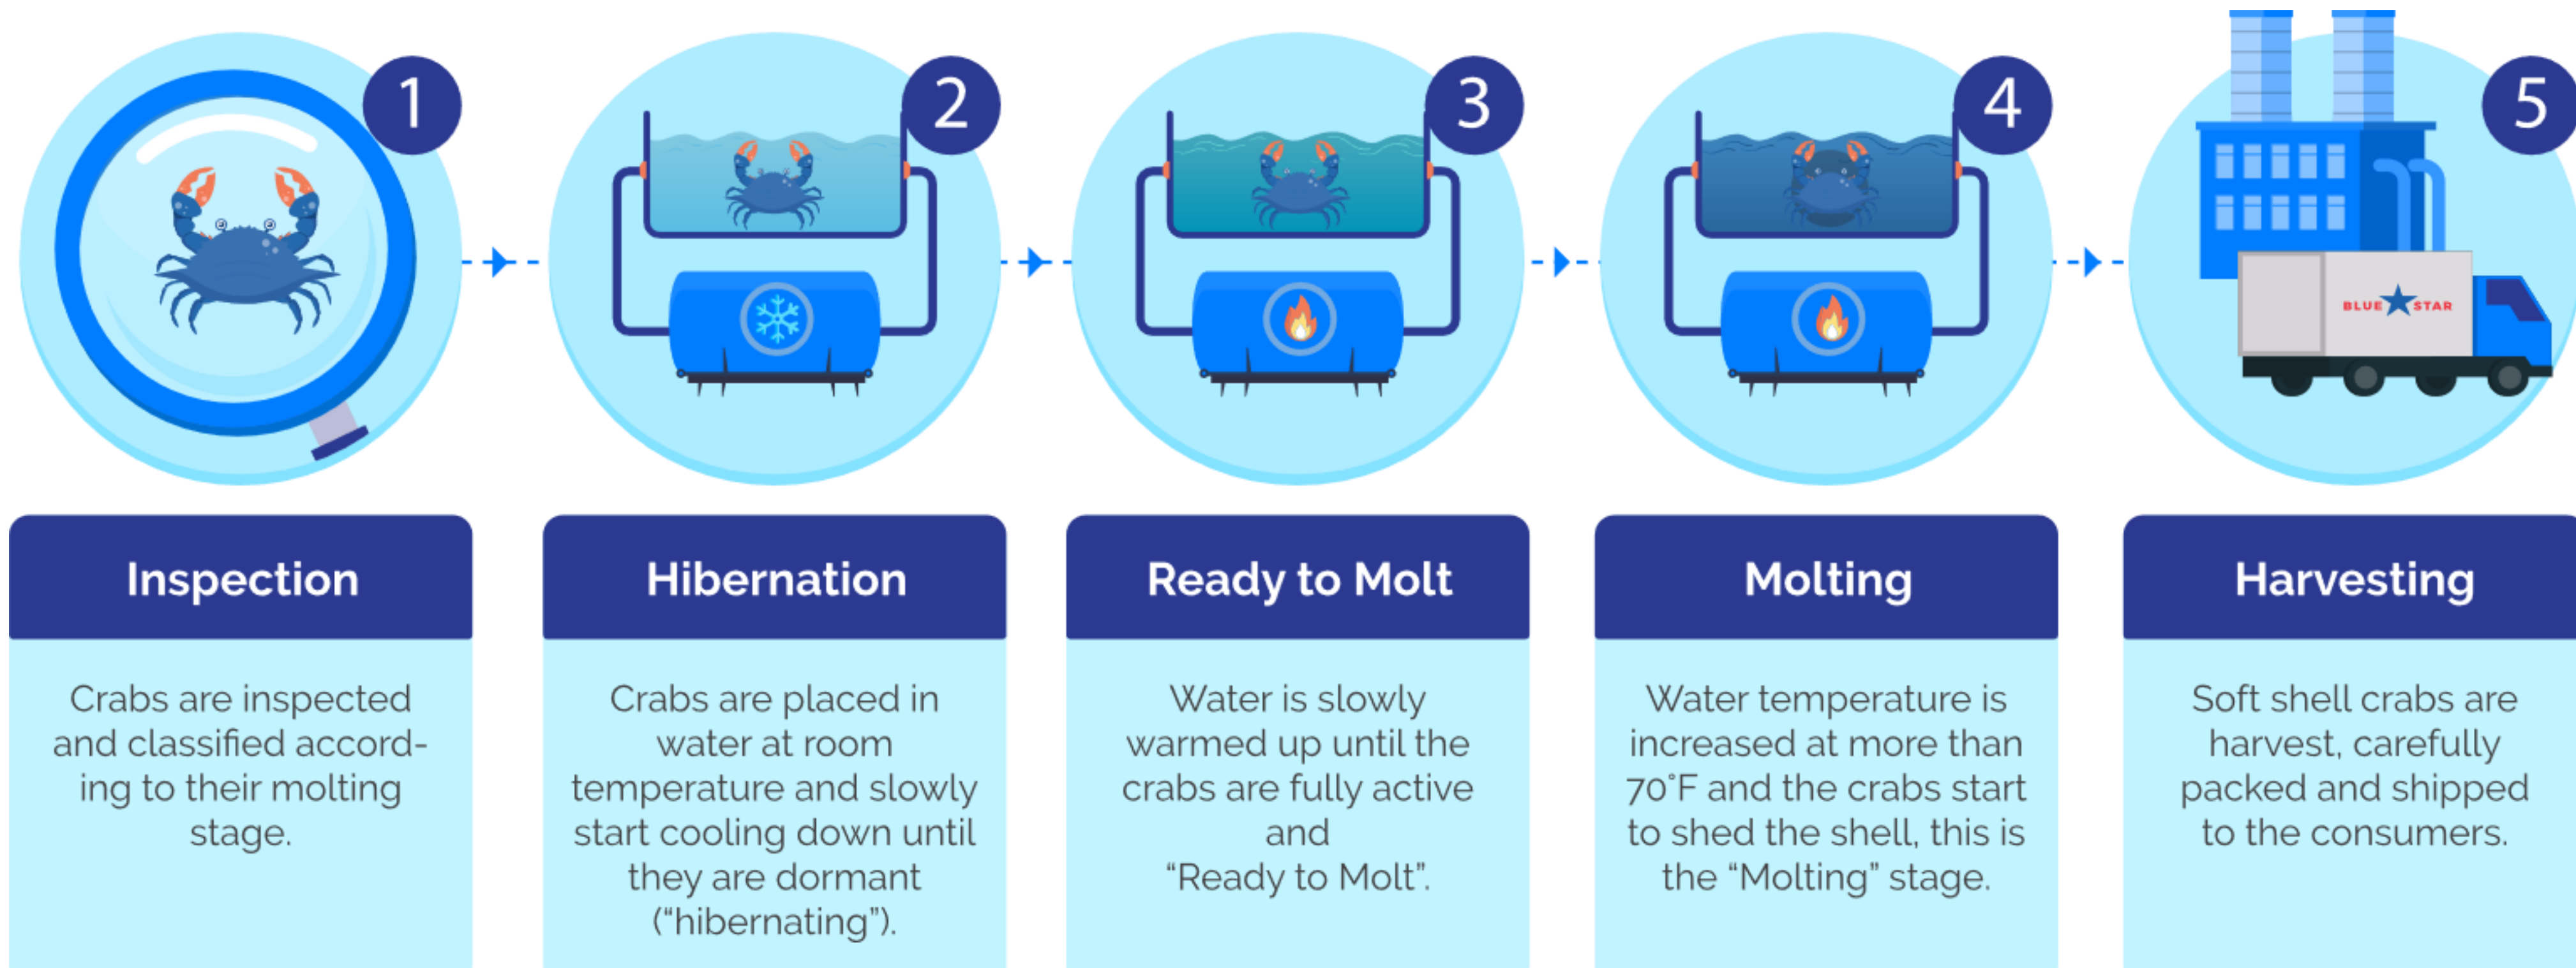 1
2
3
4
5
BLUE STAR
Inspection
Crabs are inspected
and classified accord-
ing to their molting
stage.
Hibernation
Crabs are placed in
water at room
temperature and slowly
start cooling down until
they are dormant
(“hibernating”).
Ready to Molt
Water is slowly
warmed up until the
crabs are fully active
and
“Ready to Molt”.
Molting
Water temperature is
increased at more than
70°F and the crabs start
to shed the shell, this is
the “Molting” stage.
Harvesting
Soft shell crabs are
harvest, carefully
packed and shipped
to the consumers.